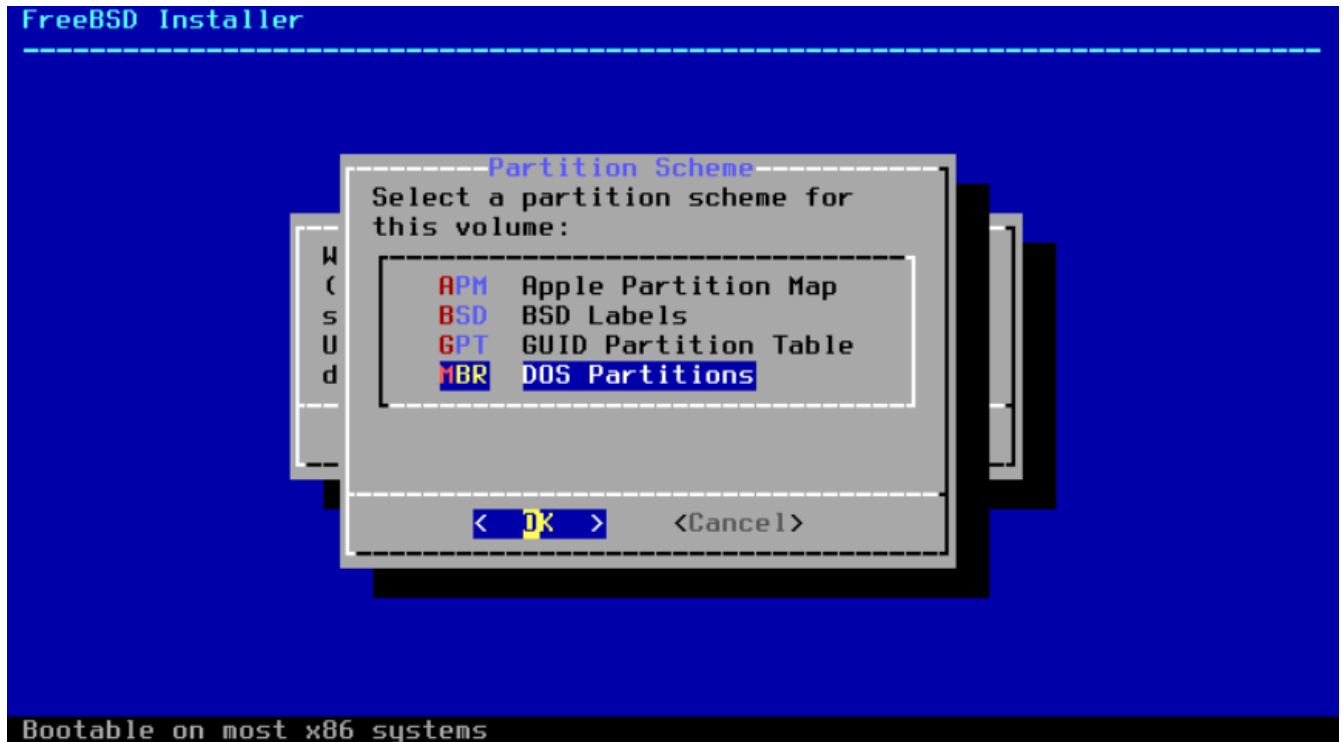 FreeBSD Installer
Partition Scheme
Select a partition scheme for
this volume:
W
(
s
U
d
APM Apple Partition Map
BSD BSD Labels
GPT GUID Partition Table
MBR DOS Partitions
< OK > <Cancel>
Bootable on most x86 systems